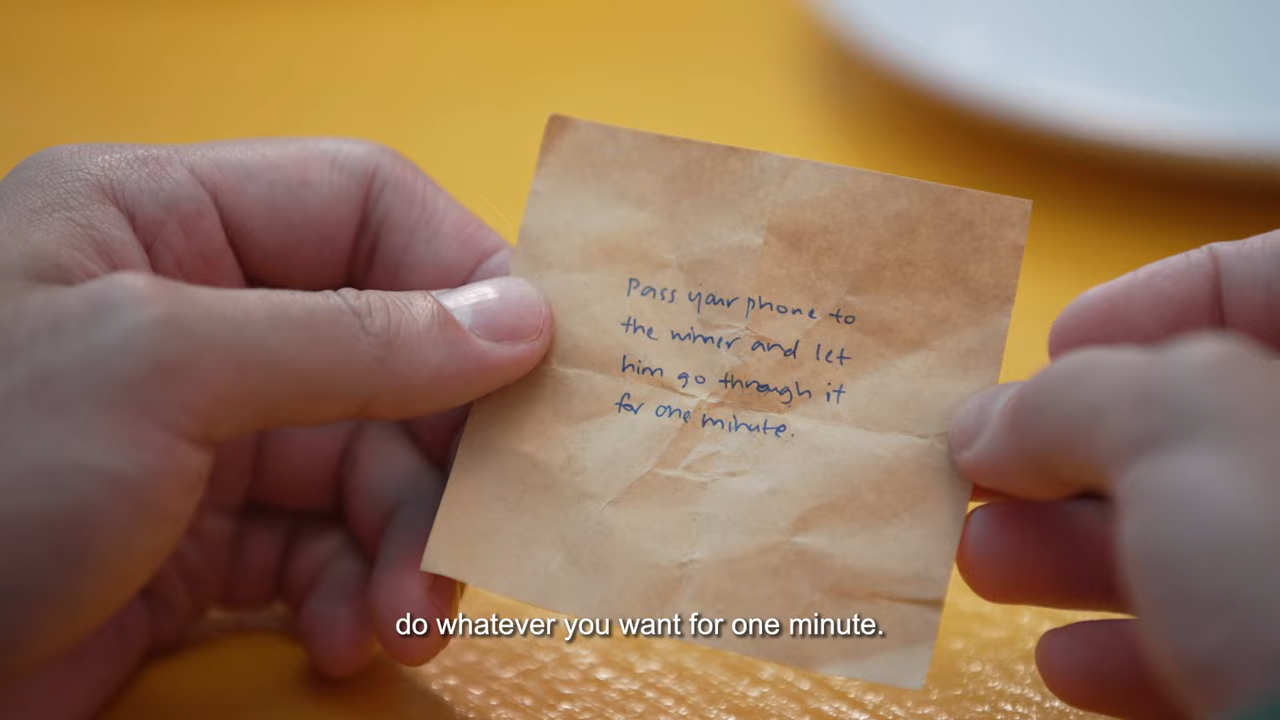 Pass your phone to
the winner and let
him go through it
for one minute.
do whatever you want for one minute.